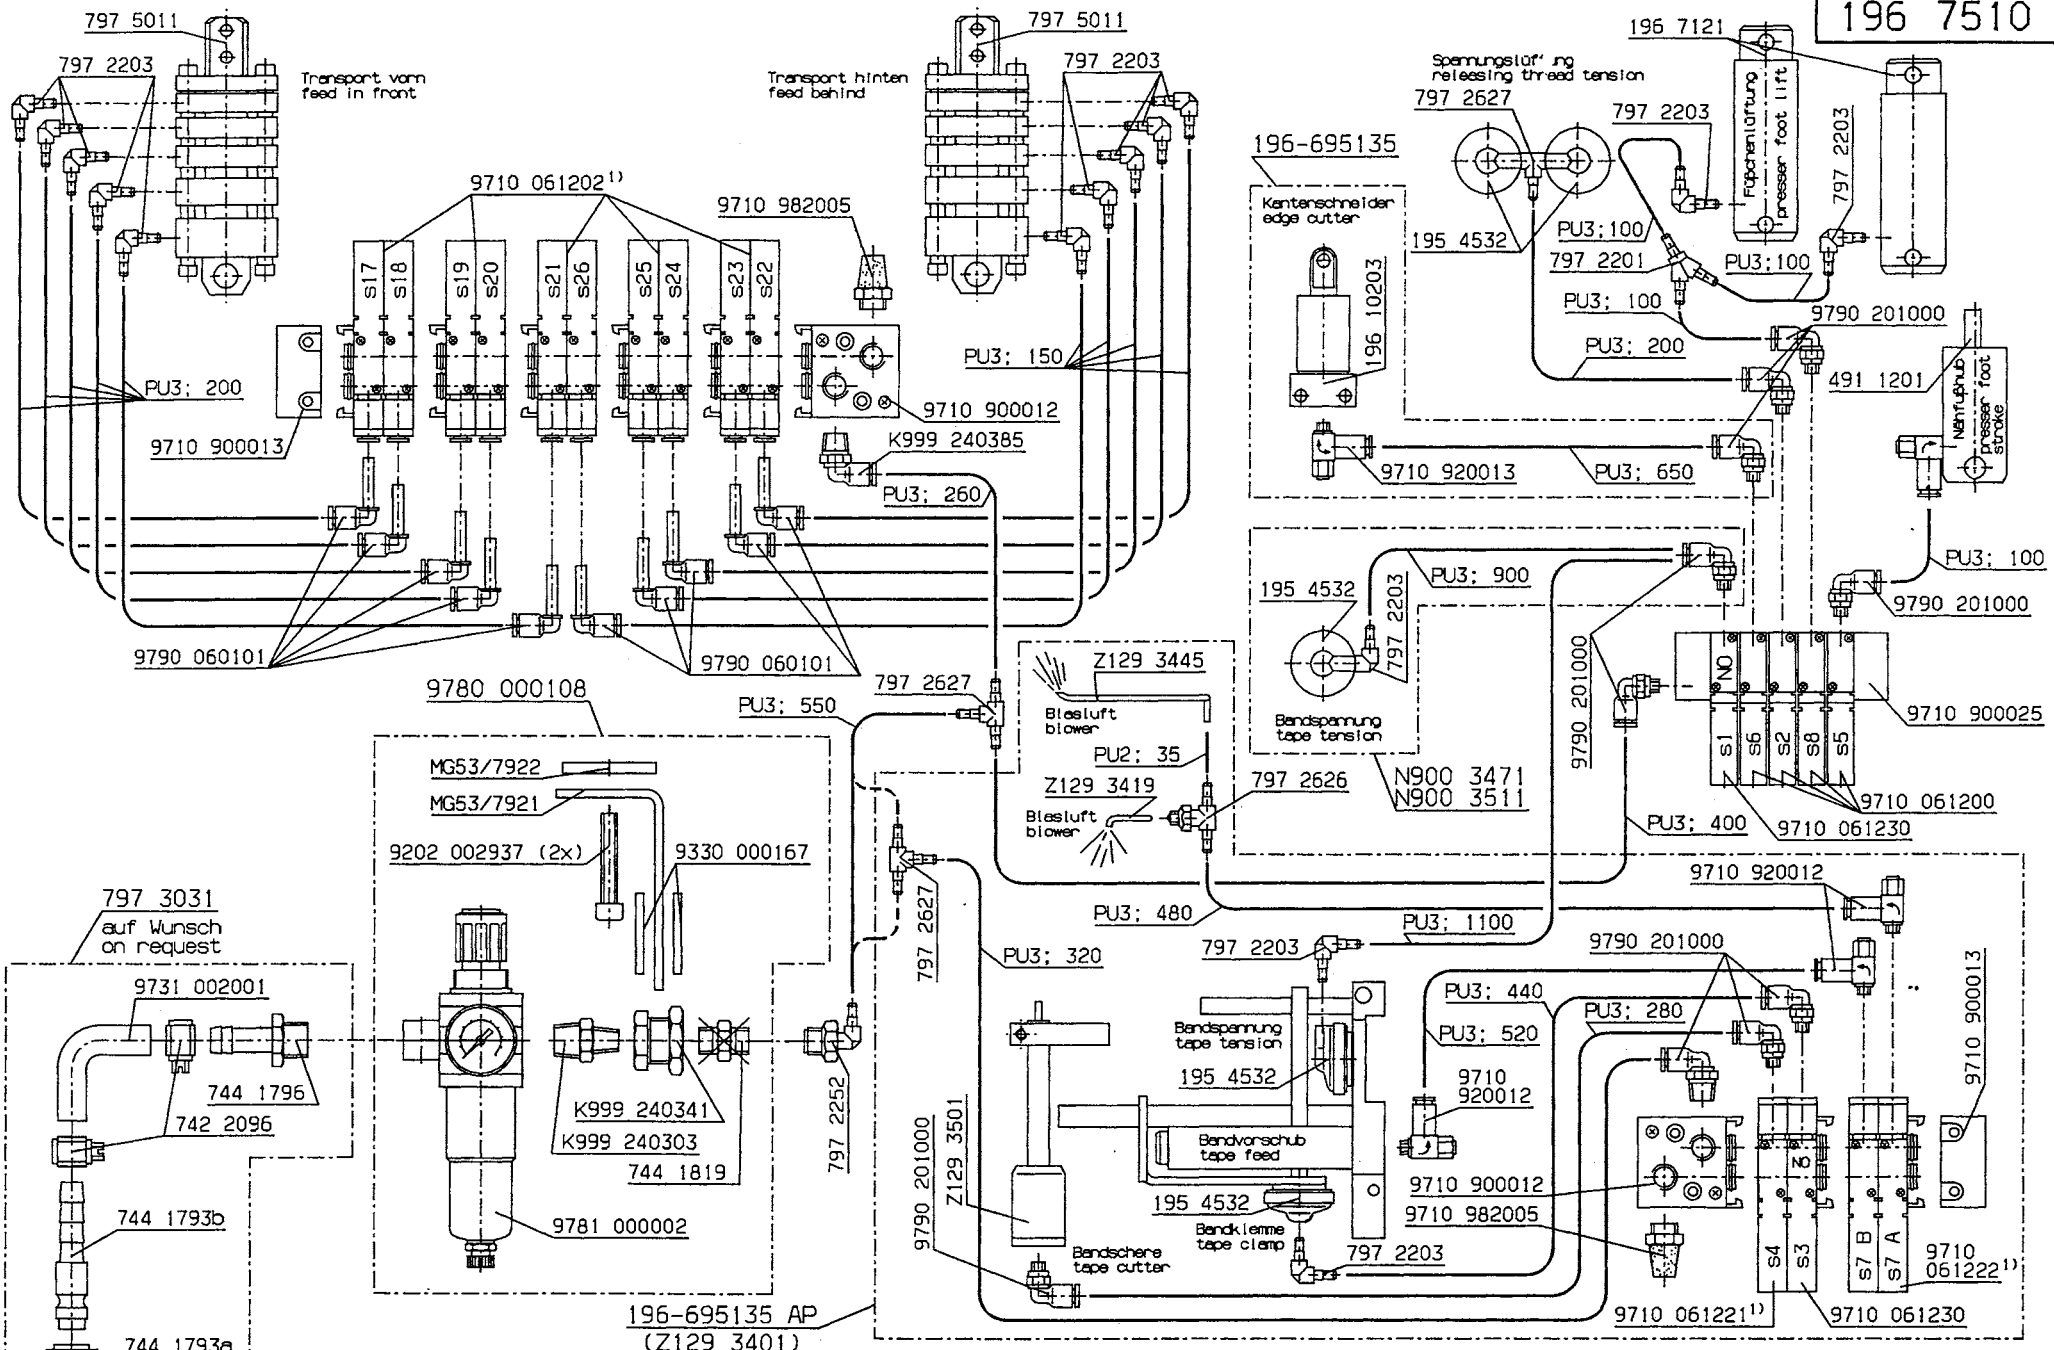 196 7510
797 5011
797 2203
Transport vorn
feed in front
Transport hinten
feed behind
797 5011
797 2203
9710 061202¹⁾
9710 982005
s17
s18
s19
s20
s21
s26
s25
s24
s23
s22
PU3; 200
9710 900013
PU3; 150
9710 900012
K999 240385
PU3; 260
9790 060101
9790 060101
Spannungslüf
releasing thread tension
797 2627
196 7121
797 2203
Füßchenlüftung
presser foot lift
797 2203
196-695135
Kantenschneider
edge cutter
195 4532
PU3;100
797 2201
PU3;100
PU3; 100
9790 201000
PU3; 200
491 1201
Nähfußhub
presser foot
stroke
196 10203
9710 920013
PU3; 650
PU3; 100
9790 201000
PU3; 900
195 4532
797 2203
Bandspannung
tape tension
N900 3471
N900 3511
9790 201000
NO
s1
s6
s2
s8
s5
9710 900025
9710 061200
9710 061230
PU3; 400
9780 000108
PU3; 550
797 2627
Z129 3445
Blasluft
blower
PU2; 35
Z129 3419
Blasluft
blower
797 2626
MG53/7922
MG53/7921
9202 002937 (2x)
9330 000167
797 2627
PU3; 480
PU3; 1100
PU3; 320
797 2203
9710 920012
9790 201000
797 3031
auf Wunsch
on request
9731 002001
744 1796
742 2096
744 1793b
744 1793a
K999 240341
K999 240303
744 1819
9781 000002
797 2252
Bandspannung
tape tension
195 4532
PU3; 440
PU3; 280
PU3; 520
9710
920012
9710 900013
Z129 3501
9790 201000
Bandvorschub
tape feed
195 4532
Bandklemme
tape clamp
797 2203
Bandschere
tape cutter
9710 900012
9710 982005
NO
s4
s3
s7 B
s7 A
9710
061222¹⁾
9710 061221¹⁾
9710 061230
196-695135 AP
(Z129 3401)